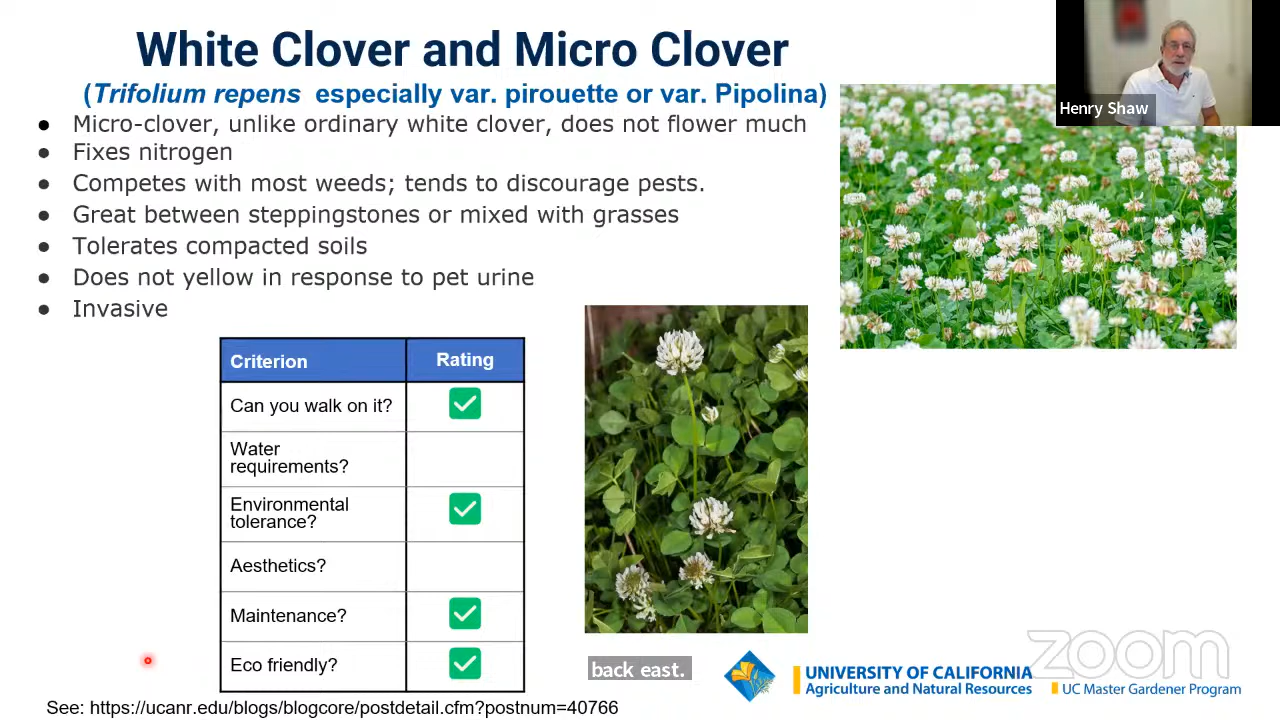 White Clover and Micro Clover
(Trifolium repens especially var. pirouette or var. Pipolina)
Henry Shaw
● Micro-clover, unlike ordinary white clover, does not flower much
● Fixes nitrogen
● Competes with most weeds; tends to discourage pests.
● Great between steppingstones or mixed with grasses
● Tolerates compacted soils
● Does not yellow in response to pet urine
● Invasive
Criterion Rating
Can you walk on it? ✅
Water
requirements?
Environmental
tolerance? ✅
Aesthetics?
Maintenance? ✅
Eco friendly? ✅
back east.
UNIVERSITY OF CALIFORNIA
Agriculture and Natural Resources
UC Master Gardener Program
zoom
See: https://ucanr.edu/blogs/blogcore/postdetail.cfm?postnum=40766